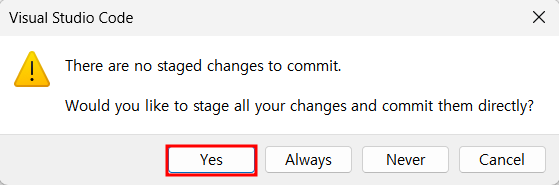 Visual Studio Code
There are no staged changes to commit.
Would you like to stage all your changes and commit them directly?
Yes
Always
Never
Cancel